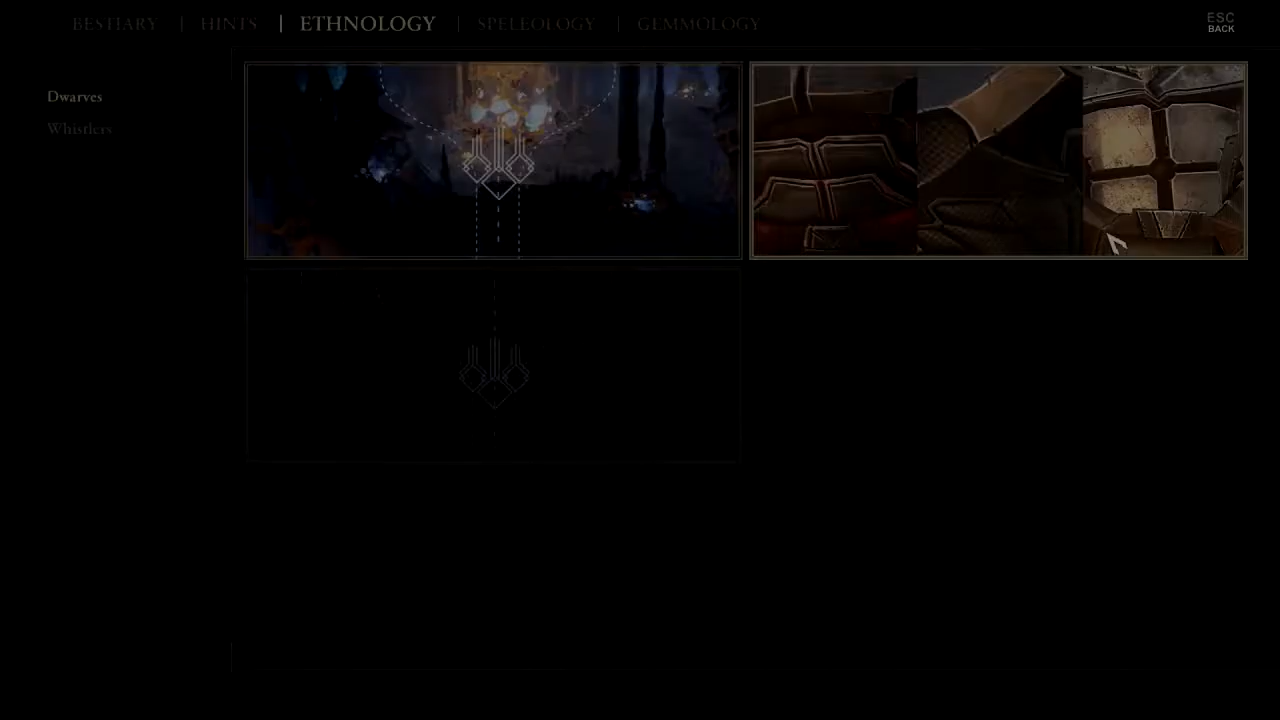 BESTIARY | HINTS | ETHNOLOGY | SPELEOLOGY | GEMMOLOGY
ESC
BACK
Dwarves
Whistlers